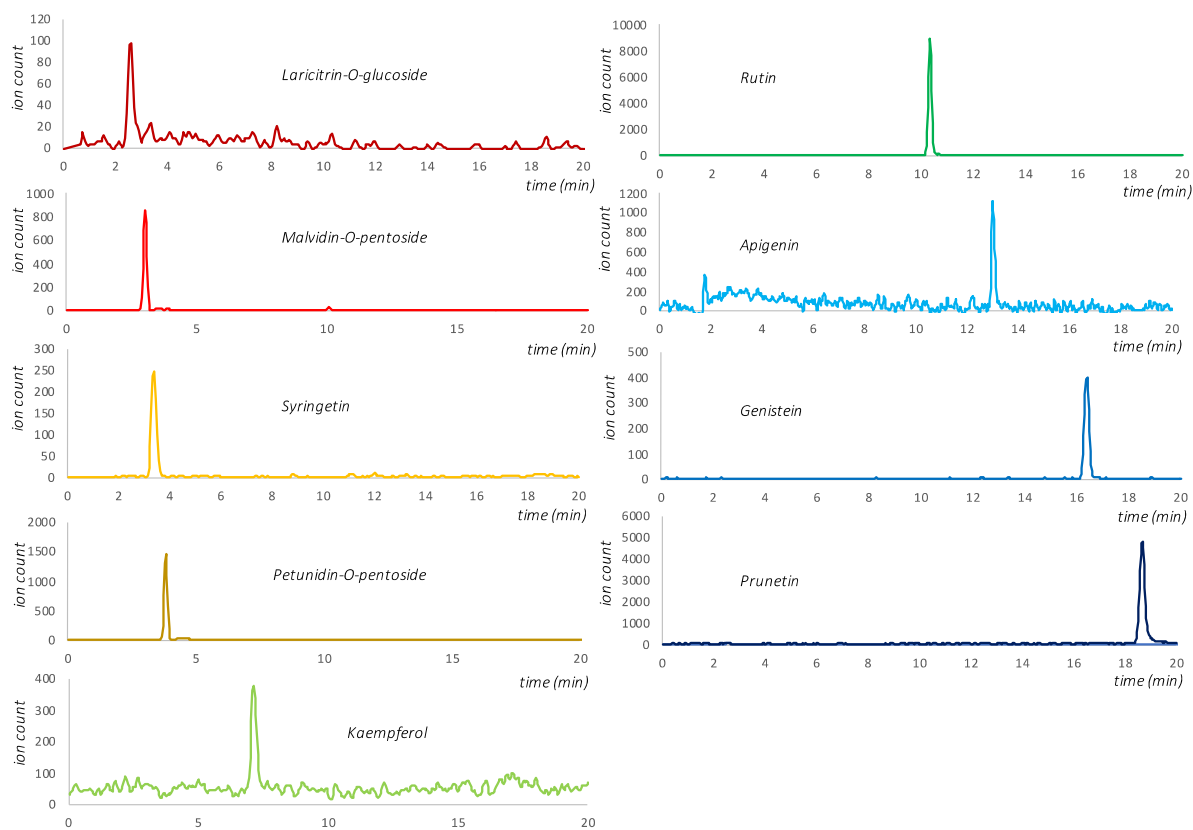 120
100
80
60
40
20
0
ion count
Laricitrin-O-glucoside
0 2 4 6 8 10 12 14 16 18 20
time (min)
1000
800
600
400
200
0
ion count
Malvidin-O-pentoside
0 5 10 15 20
time (min)
300
250
200
150
100
50
0
ion count
Syringetin
0 2 4 6 8 10 12 14 16 18 20
time (min)
2000
1500
1000
500
0
ion count
Petunidin-O-pentoside
0 5 10 15 20
time (min)
400
300
200
100
0
ion count
Kaempferol
0 5 10 15 20
10000
8000
6000
4000
2000
0
ion count
Rutin
0 2 4 6 8 10 12 14 16 18 20
time (min)
1200
1000
800
600
400
200
0
ion count
Apigenin
0 2 4 6 8 10 12 14 16 18 20
time (min)
500
400
300
200
100
0
ion count
Genistein
0 2 4 6 8 10 12 14 16 18 20
time (min)
6000
5000
4000
3000
2000
1000
0
ion count
Prunetin
0 2 4 6 8 10 12 14 16 18 20
time (min)